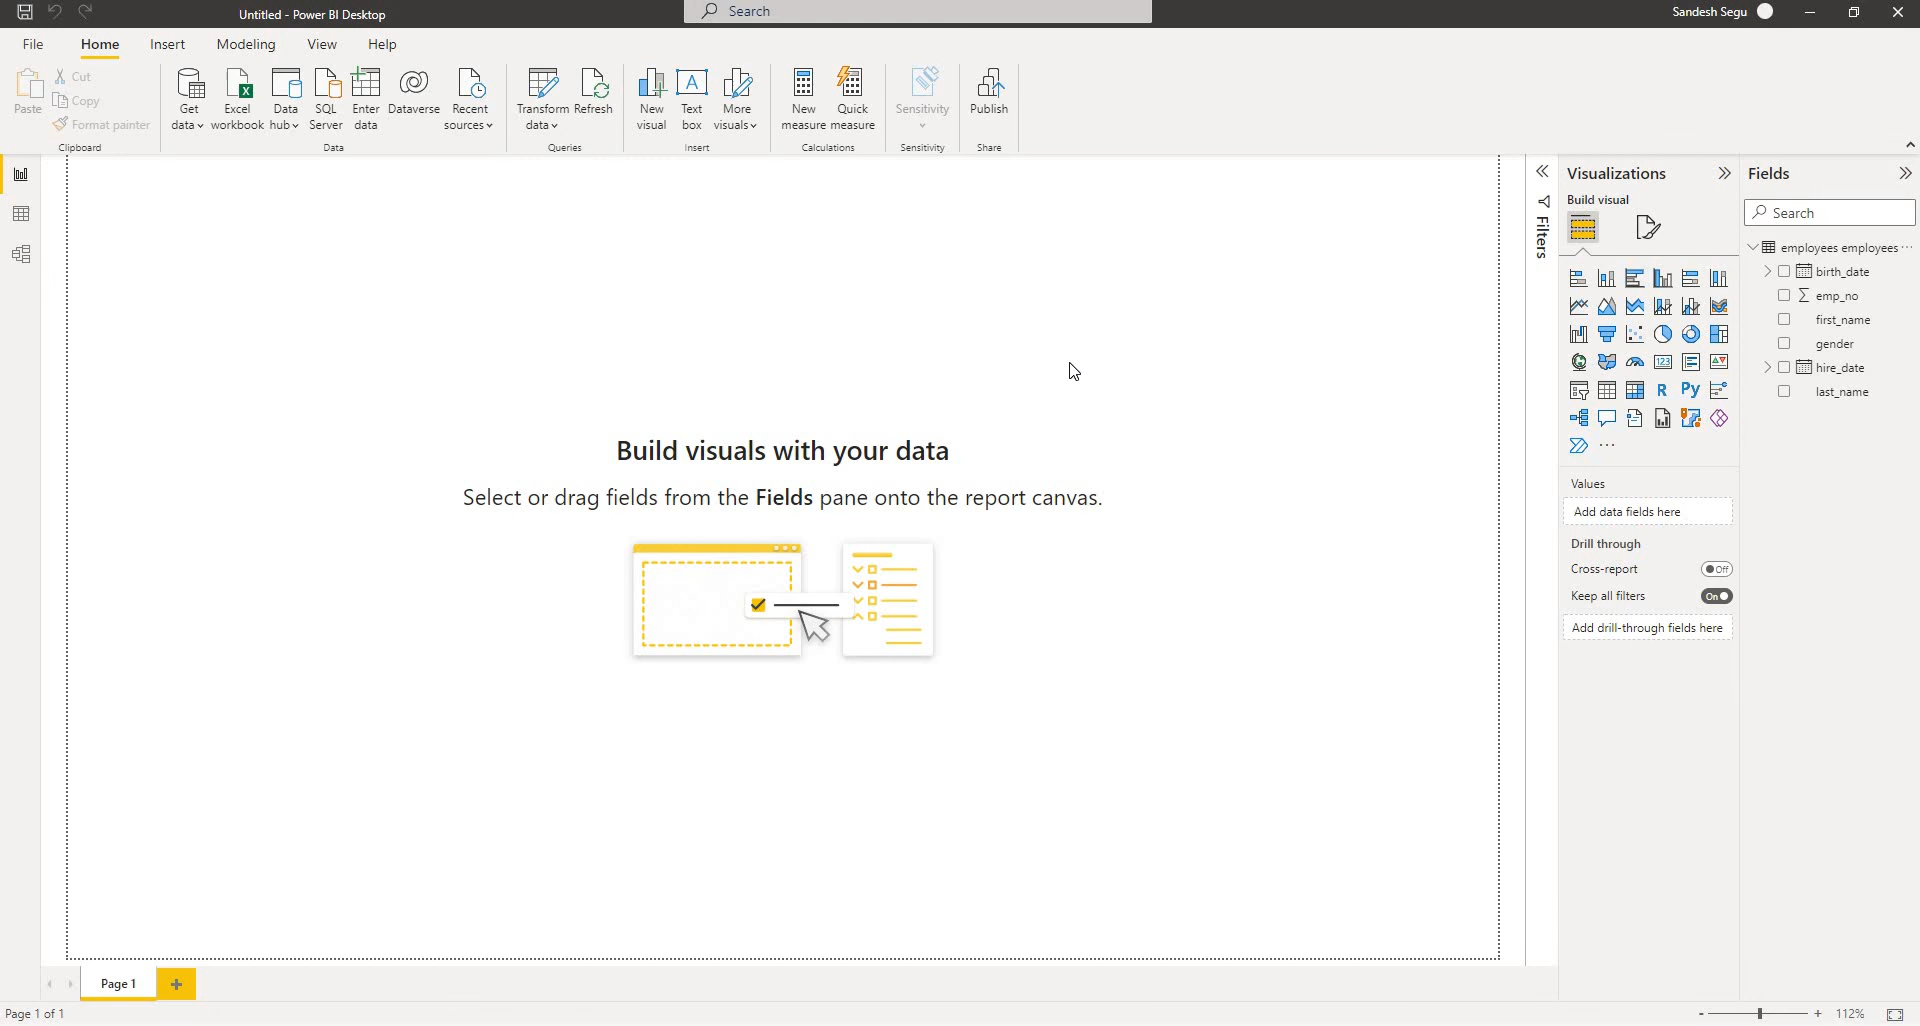 Untitled - Power BI Desktop
Search
Sandesh Segu
File Home Insert Modeling View Help
Paste
Cut
Copy
Format painter
Clipboard
Get data
Excel workbook
Data hub
SQL Server
Enter data
Dataverse
Recent sources
Data
Transform data
Refresh
Queries
New visual
Text box
More visuals
Insert
New measure
Quick measure
Calculations
Sensitivity
Sensitivity
Publish
Share
Build visuals with your data
Select or drag fields from the Fields pane onto the report canvas.
Filters
Visualizations
Build visual
123
R
Py
Values
Add data fields here
Drill through
Cross-report
Off
Keep all filters
On
Add drill-through fields here
Fields
Search
employees employees ...
birth_date
emp_no
first_name
gender
hire_date
last_name
Page 1
Page 1 of 1
112%